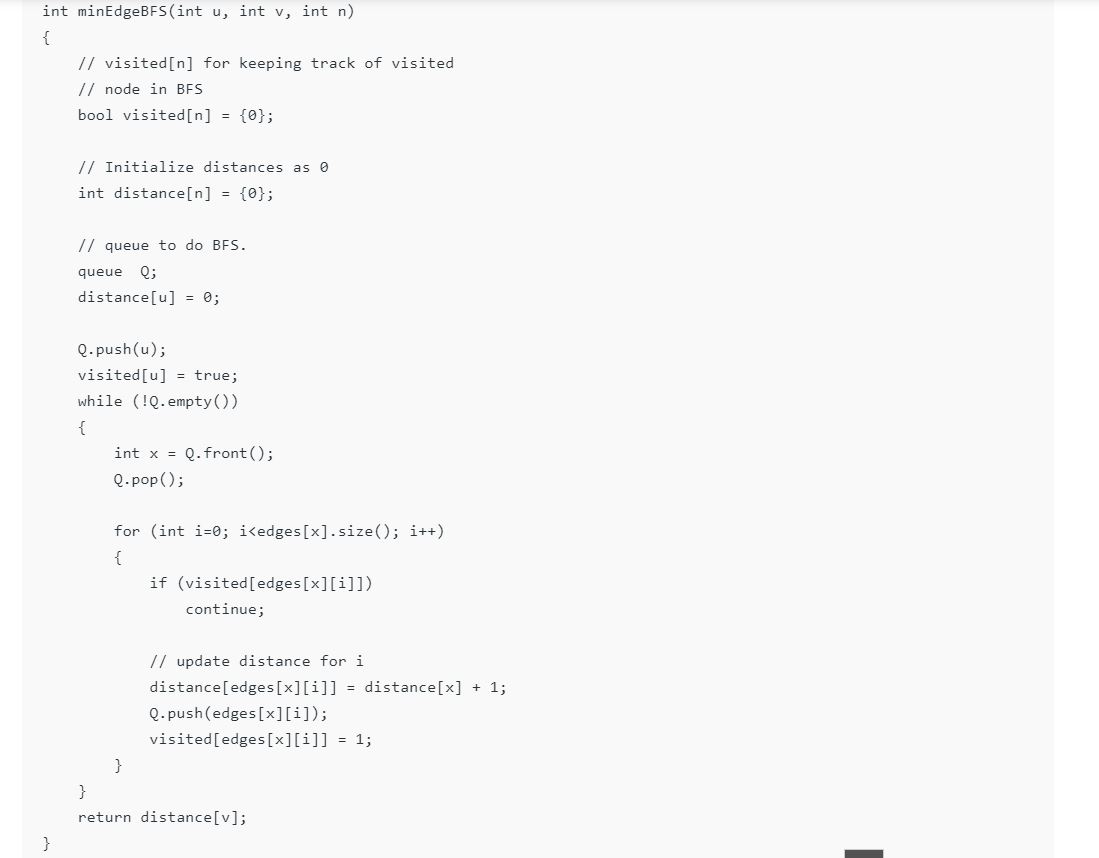 int minEdgeBFS(int u, int v, int n)
{
    // visited[n] for keeping track of visited
    // node in BFS
    bool visited[n] = {0};
    // Initialize distances as 0
    int distance[n] = {0};
    // queue to do BFS.
    queue  Q;
    distance[u] = 0;
    Q.push(u);
    visited[u] = true;
    while (!Q.empty())
    {
        int x = Q.front();
        Q.pop();
        for (int i=0; i<edges[x].size(); i++)
        {
            if (visited[edges[x][i]])
                continue;
            // update distance for i
            distance[edges[x][i]] = distance[x] + 1;
            Q.push(edges[x][i]);
            visited[edges[x][i]] = 1;
        }
    }
    return distance[v];
}